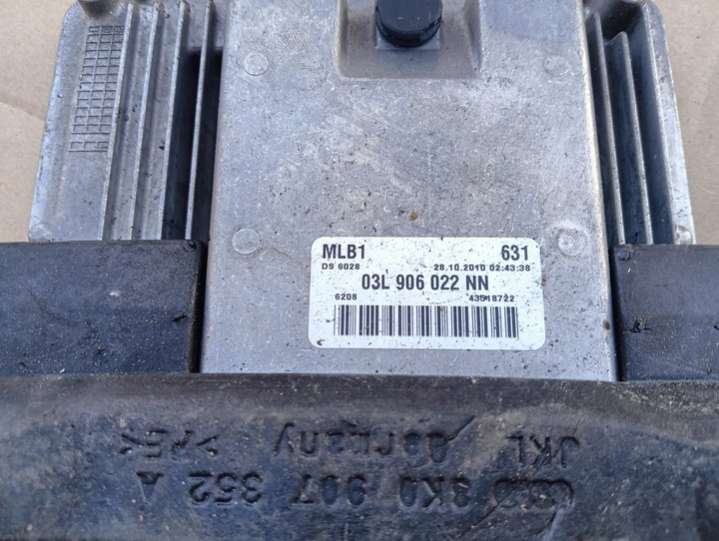 MLB1 631
DS 6028 28.10.2010 02:43:38
03L 906 022 NN
6208 43518722
JKL Germany
8K0 907 352 A